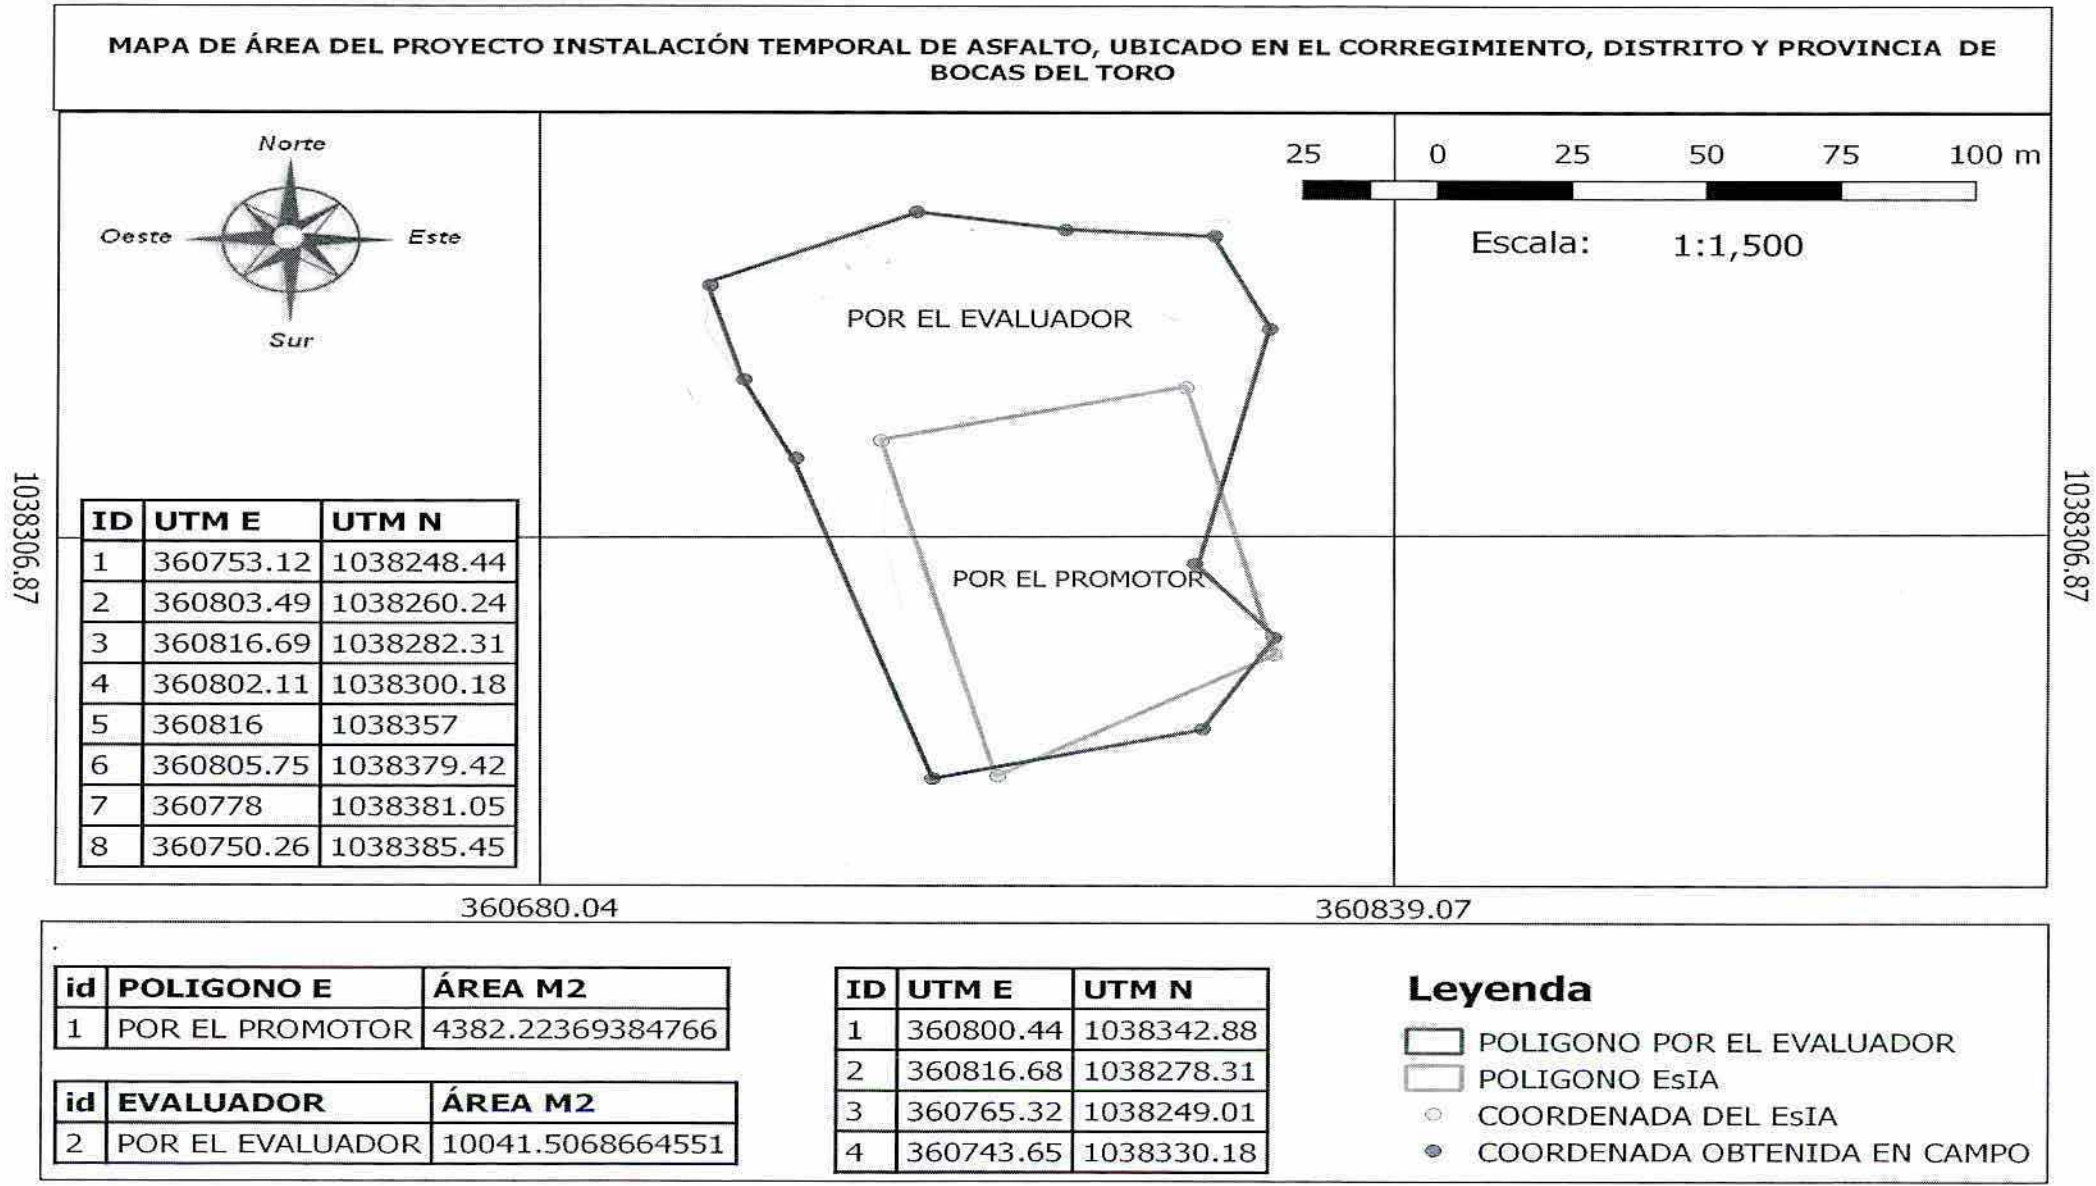 MAPA DE ÁREA DEL PROYECTO INSTALACIÓN TEMPORAL DE ASFALTO, UBICADO EN EL CORREGIMIENTO, DISTRITO Y PROVINCIA DE
BOCAS DEL TORO
Norte
Oeste
Este
Sur
25 0 25 50 75 100 m
Escala: 1:1,500
POR EL EVALUADOR
POR EL PROMOTOR
1038306.87
1038306.87
ID UTM E UTM N
1 360753.12 1038248.44
2 360803.49 1038260.24
3 360816.69 1038282.31
4 360802.11 1038300.18
5 360816 1038357
6 360805.75 1038379.42
7 360778 1038381.05
8 360750.26 1038385.45
360680.04 360839.07
id POLIGONO E ÁREA M2
1 POR EL PROMOTOR 4382.22369384766
id EVALUADOR ÁREA M2
2 POR EL EVALUADOR 10041.5068664551
ID UTM E UTM N
1 360800.44 1038342.88
2 360816.68 1038278.31
3 360765.32 1038249.01
4 360743.65 1038330.18
Leyenda
POLIGONO POR EL EVALUADOR
POLIGONO EsIA
COORDENADA DEL EsIA
COORDENADA OBTENIDA EN CAMPO